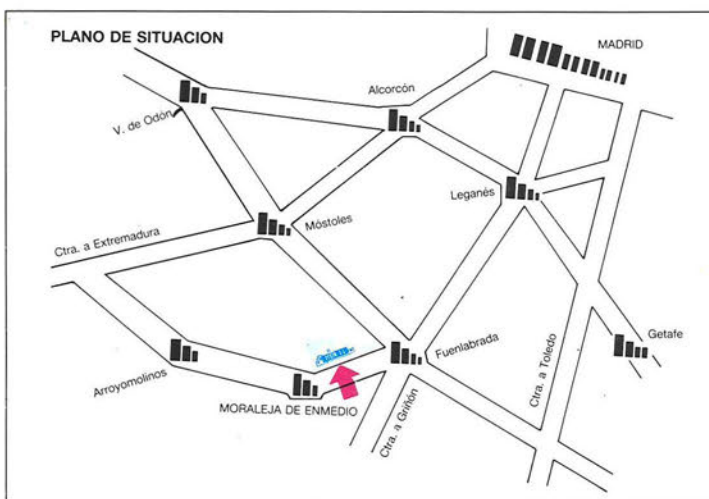 PLANO DE SITUACION
MADRID
Alcorcón
V. de Odón
Leganés
Móstoles
Ctra. a Extremadura
Getafe
Fuenlabrada
Arroyomolinos
Ctra. a Toledo
MORALEJA DE ENMEDIO
Ctra. a Griñón